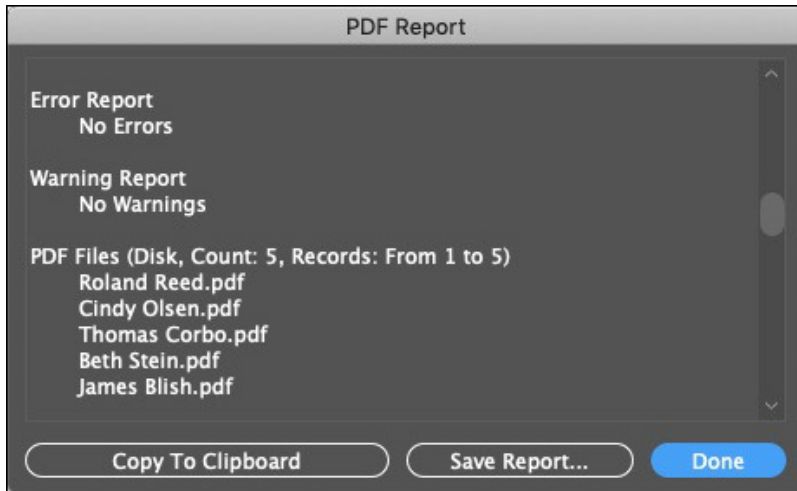 PDF Report
Error Report
No Errors
Warning Report
No Warnings
PDF Files (Disk, Count: 5, Records: From 1 to 5)
Roland Reed.pdf
Cindy Olsen.pdf
Thomas Corbo.pdf
Beth Stein.pdf
James Blish.pdf
Copy To Clipboard
Save Report...
Done